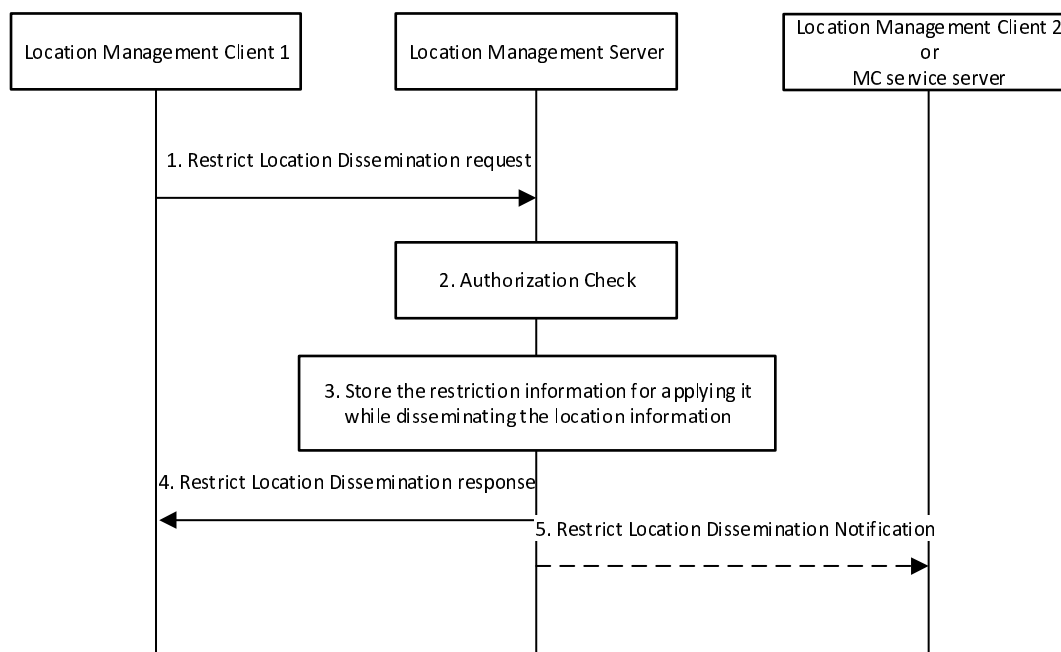 Location Management Client 1
Location Management Server
Location Management Client 2
or
MC service server
1. Restrict Location Dissemination request
2. Authorization Check
3. Store the restriction information for applying it
while disseminating the location information
4. Restrict Location Dissemination response
5. Restrict Location Dissemination Notification